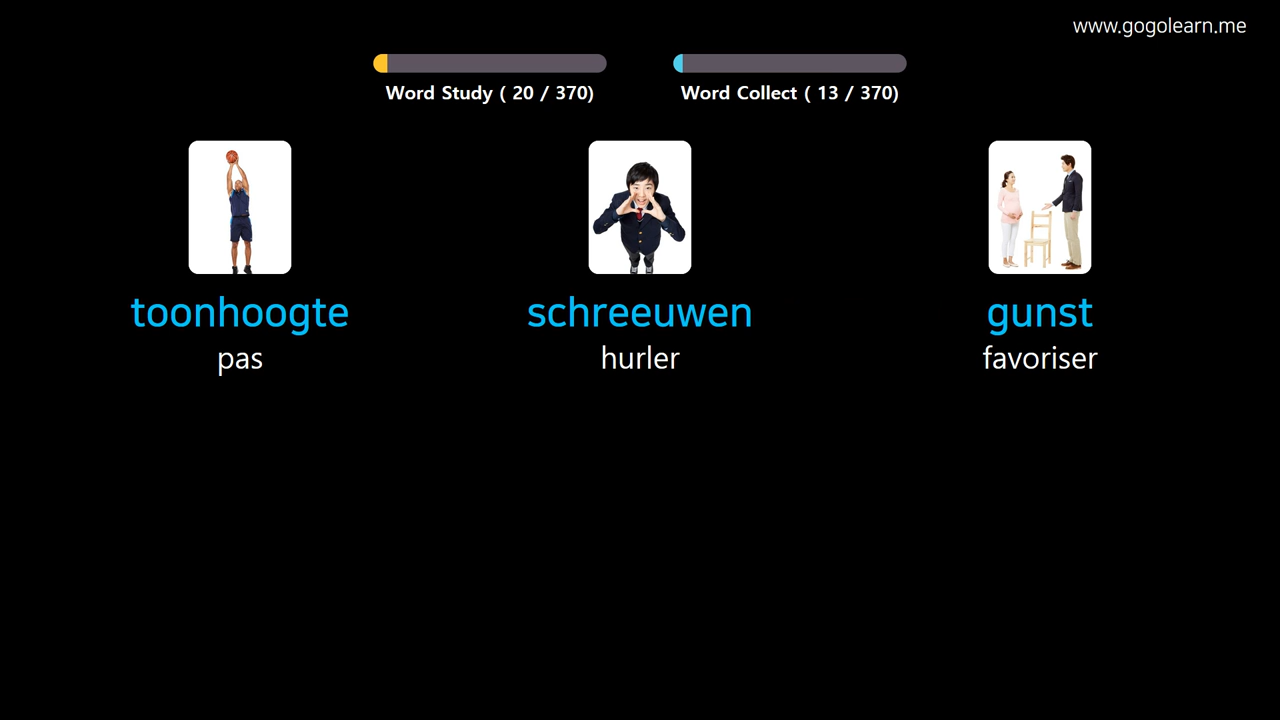 www.gogolearn.me
Word Study ( 20 / 370)
Word Collect ( 13 / 370)
toonhoogte
pas
schreeuwen
hurler
gunst
favoriser